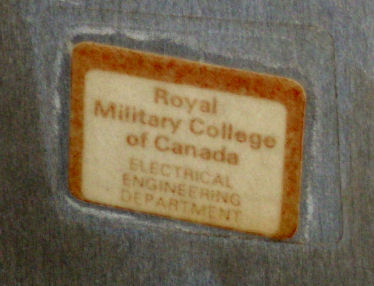 Royal
Military College
of Canada
ELECTRICAL
ENGINEERING
DEPARTMENT